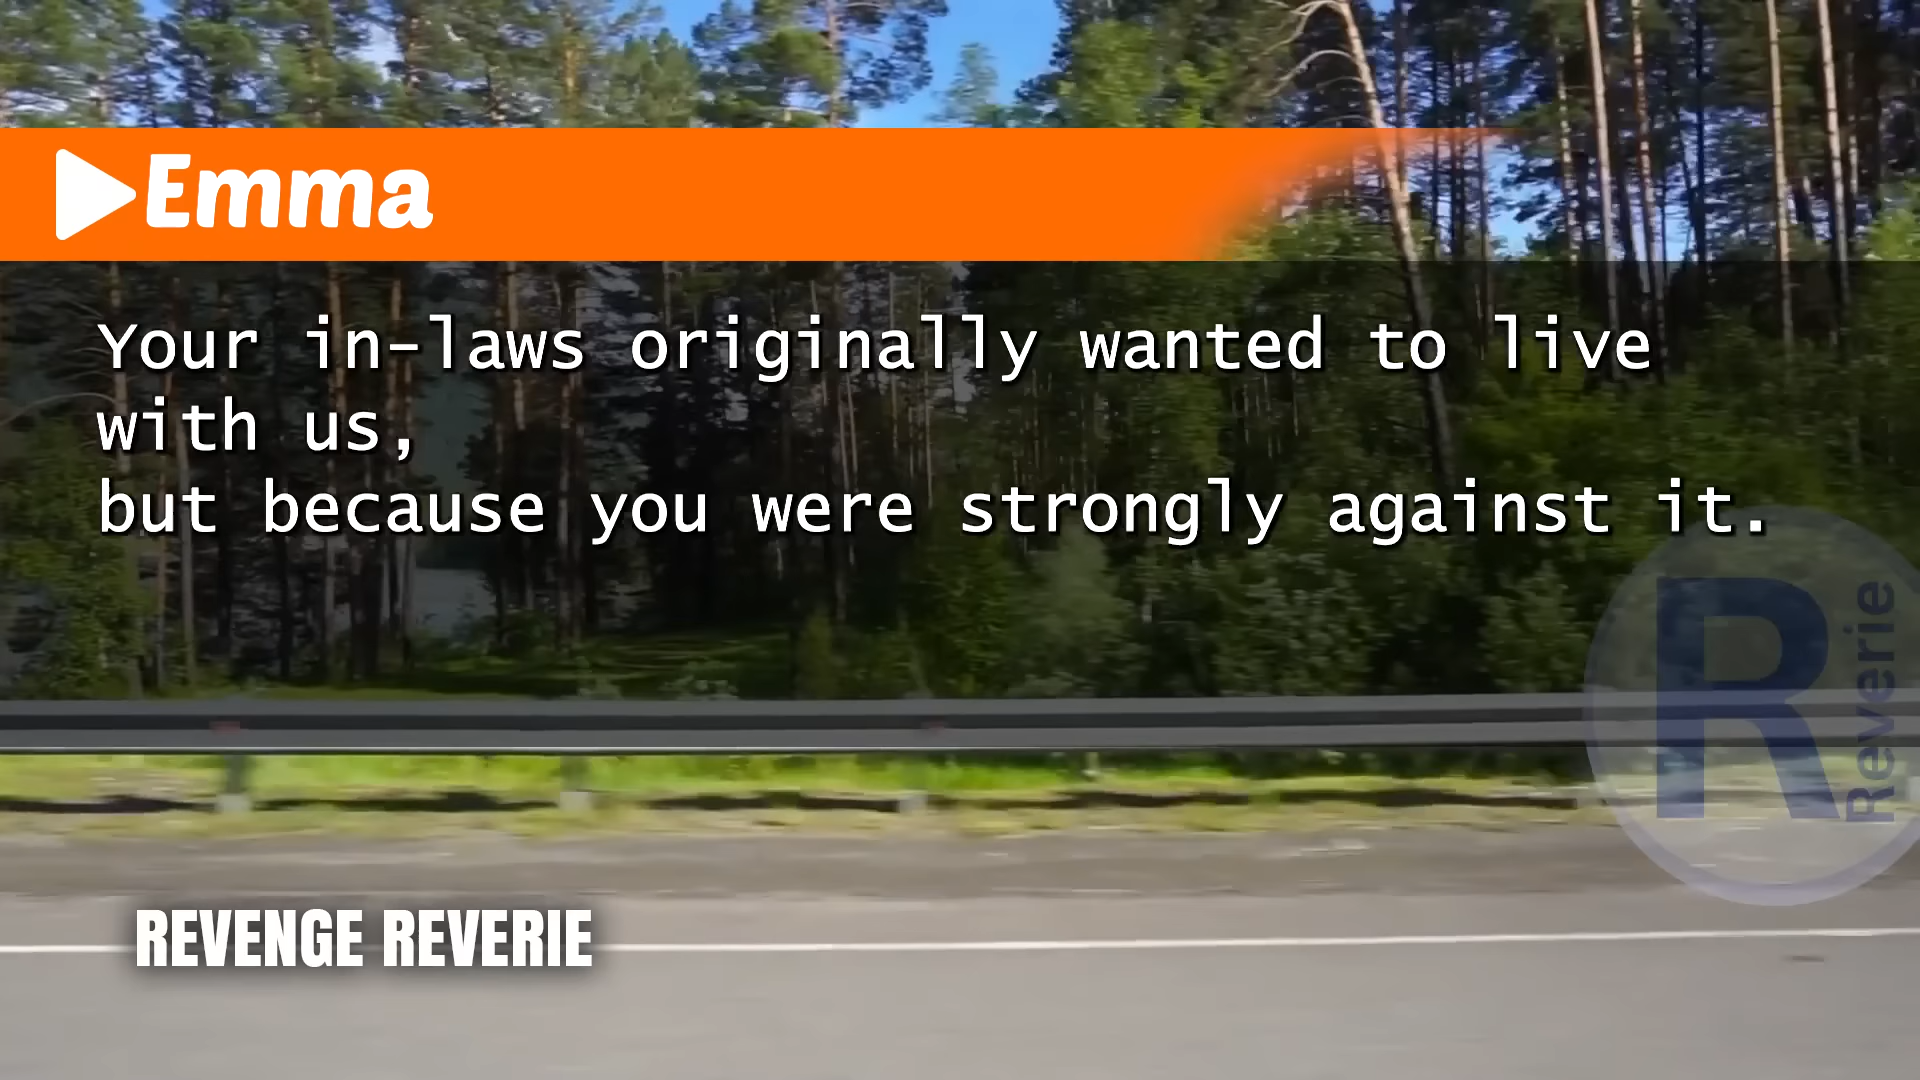 Emma
Your in-laws originally wanted to live
with us,
but because you were strongly against it.
R
Reverie
REVENGE REVERIE